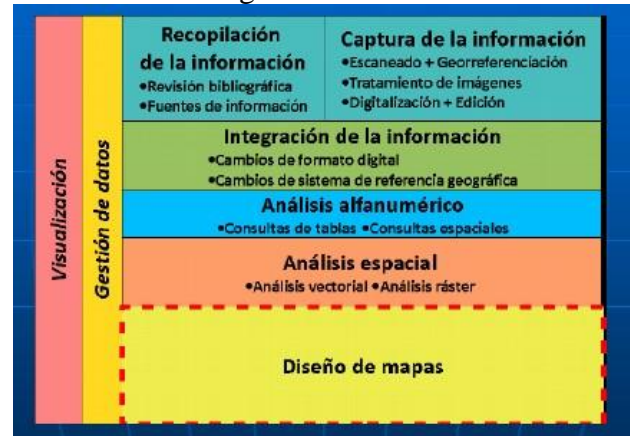 Visualización
Gestión de datos
Recopilación
de la información
•Revisión bibliográfica
•Fuentes de información
Captura de la información
•Escaneado + Georreferenciación
•Tratamiento de imágenes
•Digitalización + Edición
Integración de la información
•Cambios de formato digital
•Cambios de sistema de referencia geográfica
Análisis alfanumérico
•Consultas de tablas •Consultas espaciales
Análisis espacial
•Análisis vectorial •Análisis ráster
Diseño de mapas